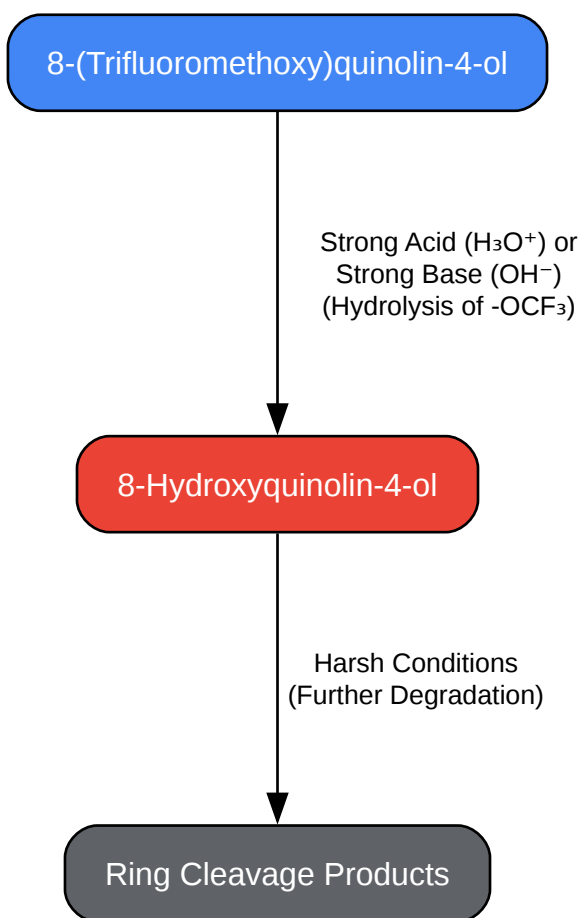 8-(Trifluoromethoxy)quinolin-4-ol
Strong Acid (H₃O⁺) or
Strong Base (OH⁻)
(Hydrolysis of -OCF₃)
8-Hydroxyquinolin-4-ol
Harsh Conditions
(Further Degradation)
Ring Cleavage Products